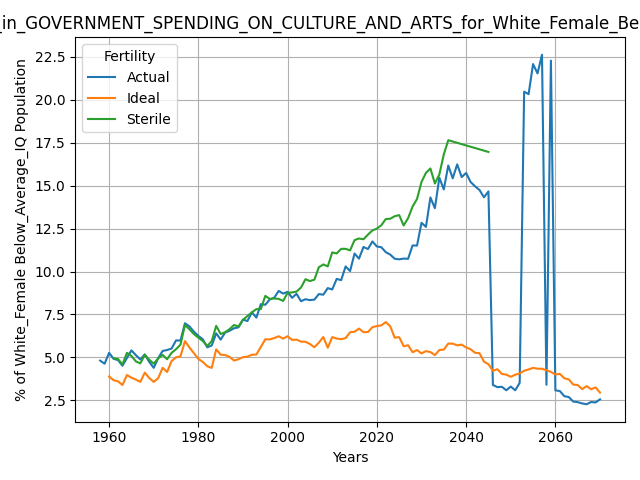 _in_GOVERNMENT_SPENDING_ON_CULTURE_AND_ARTS_for_White_Female_Be
Fertility
Actual
Ideal
Sterile
% of White_Female Below_Average_IQ Population
22.5
20.0
17.5
15.0
12.5
10.0
7.5
5.0
2.5
1960 1980 2000 2020 2040 2060
Years